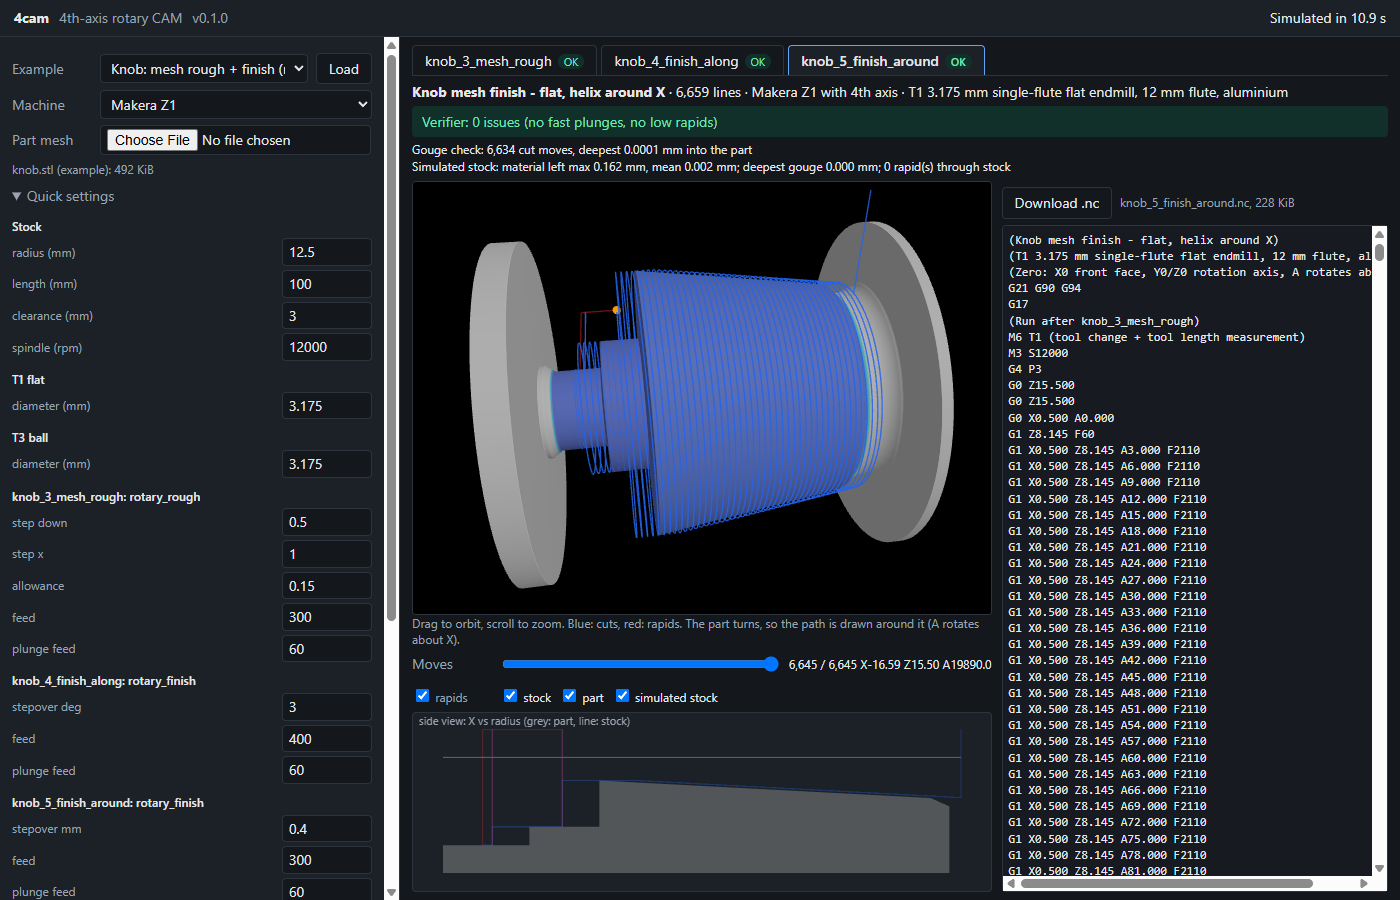 4cam 4th-axis rotary CAM v0.1.0
Simulated in 10.9 s
Example Knob: mesh rough + finish (r Load
Machine Makera Z1
Part mesh Choose File No file chosen
knob.stl (example): 492 KiB
▼ Quick settings
Stock
radius (mm) 12.5
length (mm) 100
clearance (mm) 3
spindle (rpm) 12000
T1 flat
diameter (mm) 3.175
T3 ball
diameter (mm) 3.175
knob_3_mesh_rough: rotary_rough
step down 0.5
step x 1
allowance 0.15
feed 300
plunge feed 60
knob_4_finish_along: rotary_finish
stepover deg 3
feed 400
plunge feed 60
knob_5_finish_around: rotary_finish
stepover mm 0.4
feed 300
plunge feed 60
knob_3_mesh_rough OK knob_4_finish_along OK knob_5_finish_around OK
Knob mesh finish - flat, helix around X · 6,659 lines · Makera Z1 with 4th axis · T1 3.175 mm single-flute flat endmill, 12 mm flute, aluminium
Verifier: 0 issues (no fast plunges, no low rapids)
Gouge check: 6,634 cut moves, deepest 0.0001 mm into the part
Simulated stock: material left max 0.162 mm, mean 0.002 mm; deepest gouge 0.000 mm; 0 rapid(s) through stock
Drag to orbit, scroll to zoom. Blue: cuts, red: rapids. The part turns, so the path is drawn around it (A rotates
about X).
Moves 6,645 / 6,645 X-16.59 Z15.50 A19890.0
rapids stock part simulated stock
side view: X vs radius (grey: part, line: stock)
Download .nc knob_5_finish_around.nc, 228 KiB
(Knob mesh finish - flat, helix around X)
(T1 3.175 mm single-flute flat endmill, 12 mm flute, al
(Zero: X0 front face, Y0/Z0 rotation axis, A rotates ab
G21 G90 G94
G17
(Run after knob_3_mesh_rough)
M6 T1 (tool change + tool length measurement)
M3 S12000
G4 P3
G0 Z15.500
G0 Z15.500
G0 X0.500 A0.000
G1 Z8.145 F60
G1 X0.500 Z8.145 A3.000 F2110
G1 X0.500 Z8.145 A6.000 F2110
G1 X0.500 Z8.145 A9.000 F2110
G1 X0.500 Z8.145 A12.000 F2110
G1 X0.500 Z8.145 A15.000 F2110
G1 X0.500 Z8.145 A18.000 F2110
G1 X0.500 Z8.145 A21.000 F2110
G1 X0.500 Z8.145 A24.000 F2110
G1 X0.500 Z8.145 A27.000 F2110
G1 X0.500 Z8.145 A30.000 F2110
G1 X0.500 Z8.145 A33.000 F2110
G1 X0.500 Z8.145 A36.000 F2110
G1 X0.500 Z8.145 A39.000 F2110
G1 X0.500 Z8.145 A42.000 F2110
G1 X0.500 Z8.145 A45.000 F2110
G1 X0.500 Z8.145 A48.000 F2110
G1 X0.500 Z8.145 A51.000 F2110
G1 X0.500 Z8.145 A54.000 F2110
G1 X0.500 Z8.145 A57.000 F2110
G1 X0.500 Z8.145 A60.000 F2110
G1 X0.500 Z8.145 A63.000 F2110
G1 X0.500 Z8.145 A66.000 F2110
G1 X0.500 Z8.145 A69.000 F2110
G1 X0.500 Z8.145 A72.000 F2110
G1 X0.500 Z8.145 A75.000 F2110
G1 X0.500 Z8.145 A78.000 F2110
G1 X0.500 Z8.145 A81.000 F2110